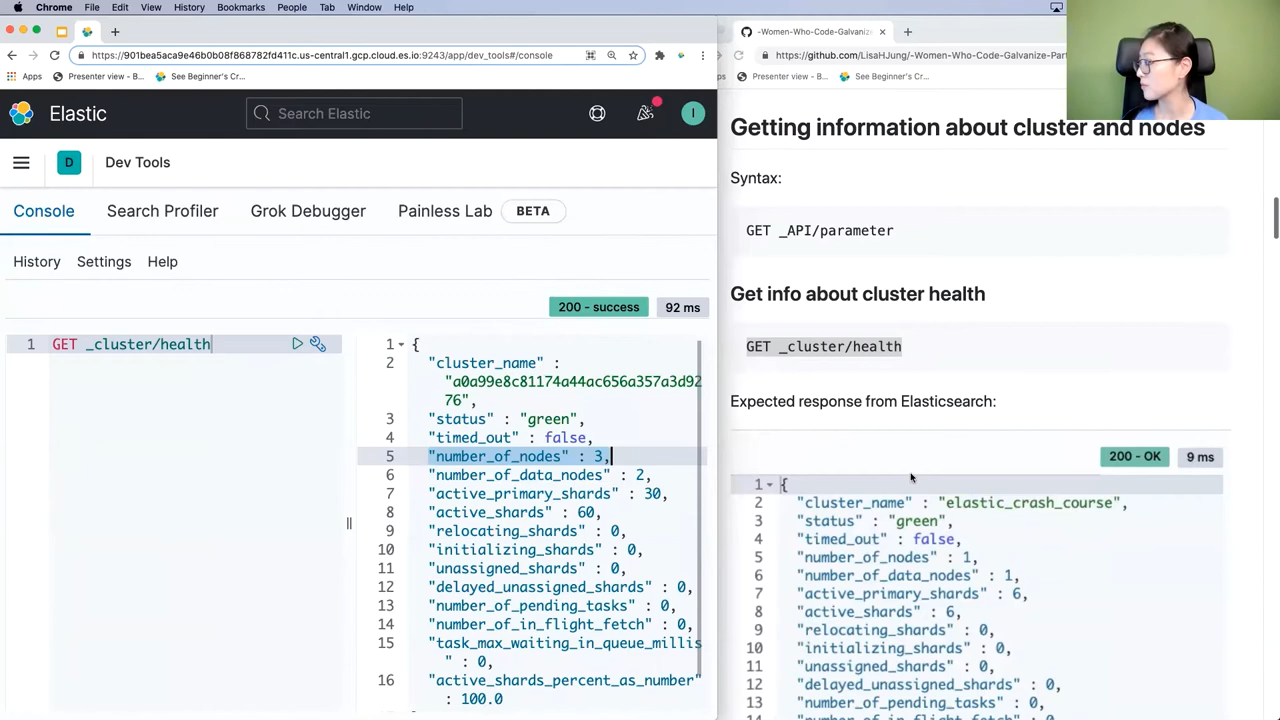 Chrome File Edit View History Bookmarks People Tab Window Help
https://901bea5aca9e46b0b08f868782fd411c.us-central1.gcp.cloud.es.io:9243/app/dev_tools#/console
Apps Presenter view - B... See Beginner's Cr...
Elastic
Search Elastic
I
D
Dev Tools
Console Search Profiler Grok Debugger Painless Lab BETA
History Settings Help
200 - success 92 ms
1 GET _cluster/health
1 {
2 "cluster_name" :
"a0a99e8c81174a44ac656a357a3d92
76",
3 "status" : "green",
4 "timed_out" : false,
5 "number_of_nodes" : 3,
6 "number_of_data_nodes" : 2,
7 "active_primary_shards" : 30,
8 "active_shards" : 60,
9 "relocating_shards" : 0,
10 "initializing_shards" : 0,
11 "unassigned_shards" : 0,
12 "delayed_unassigned_shards" : 0,
13 "number_of_pending_tasks" : 0,
14 "number_of_in_flight_fetch" : 0,
15 "task_max_waiting_in_queue_millis
" : 0,
16 "active_shards_percent_as_number"
: 100.0
-Women-Who-Code-Galvanize
https://github.com/LisaHJung/-Women-Who-Code-Galvanize-Par
Presenter view - B... See Beginner's Cr...
Getting information about cluster and nodes
Syntax:
GET _API/parameter
Get info about cluster health
GET _cluster/health
Expected response from Elasticsearch:
200 - OK 9 ms
1 {
2 "cluster_name" : "elastic_crash_course",
3 "status" : "green",
4 "timed_out" : false,
5 "number_of_nodes" : 1,
6 "number_of_data_nodes" : 1,
7 "active_primary_shards" : 6,
8 "active_shards" : 6,
9 "relocating_shards" : 0,
10 "initializing_shards" : 0,
11 "unassigned_shards" : 0,
12 "delayed_unassigned_shards" : 0,
13 "number_of_pending_tasks" : 0,